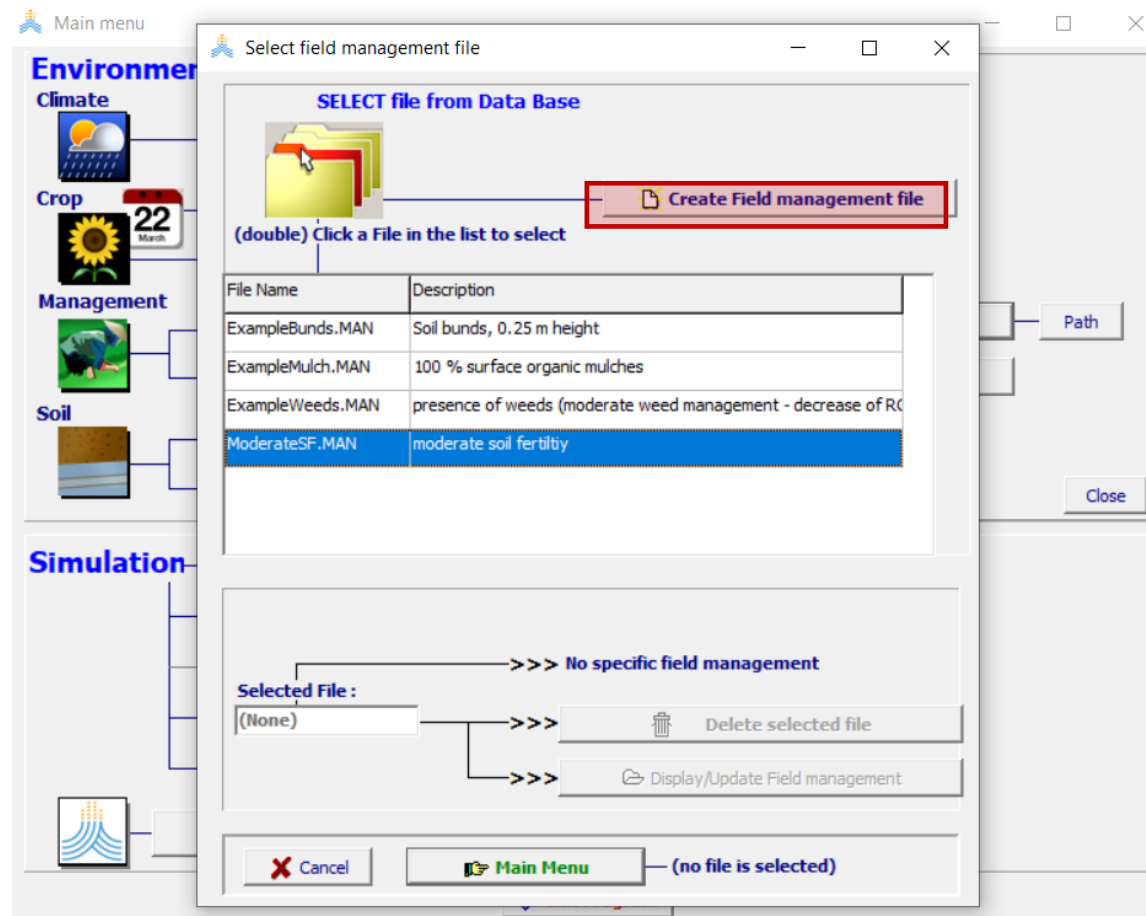 Main menu
Select field management file
Environmen
Climate
SELECT file from Data Base
Crop
22
March
Create Field management file
(double) Click a File in the list to select
File Name Description
Management
ExampleBunds.MAN Soil bunds, 0.25 m height
Path
ExampleMulch.MAN 100 % surface organic mulches
ExampleWeeds.MAN presence of weeds (moderate weed management - decrease of RC
Soil
ModerateSF.MAN moderate soil fertiltiy
Close
Simulation
>>> No specific field management
Selected File :
(None)
>>> Delete selected file
>>> Display/Update Field management
Cancel
Main Menu
(no file is selected)